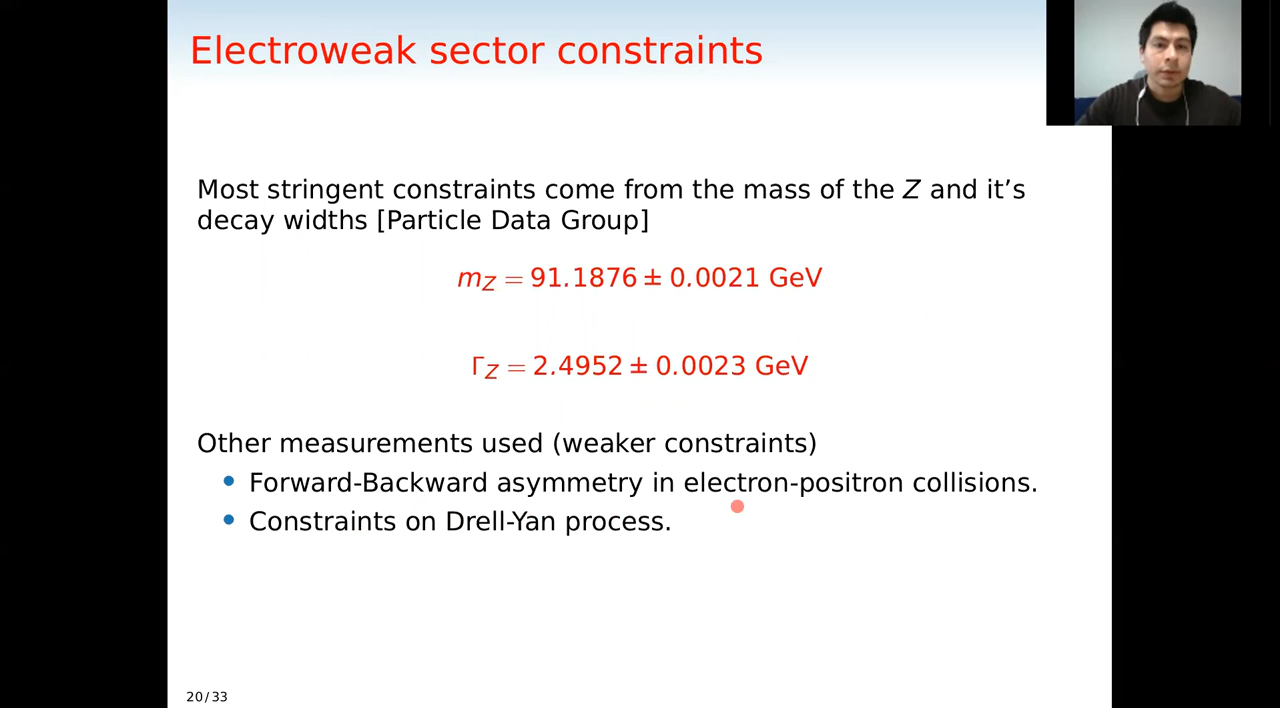 Electroweak sector constraints
Most stringent constraints come from the mass of the Z and it’s
decay widths [Particle Data Group]
m_Z = 91.1876 ± 0.0021 GeV
Γ_Z = 2.4952 ± 0.0023 GeV
Other measurements used (weaker constraints)
• Forward-Backward asymmetry in electron-positron collisions.
• Constraints on Drell-Yan process.
20/33